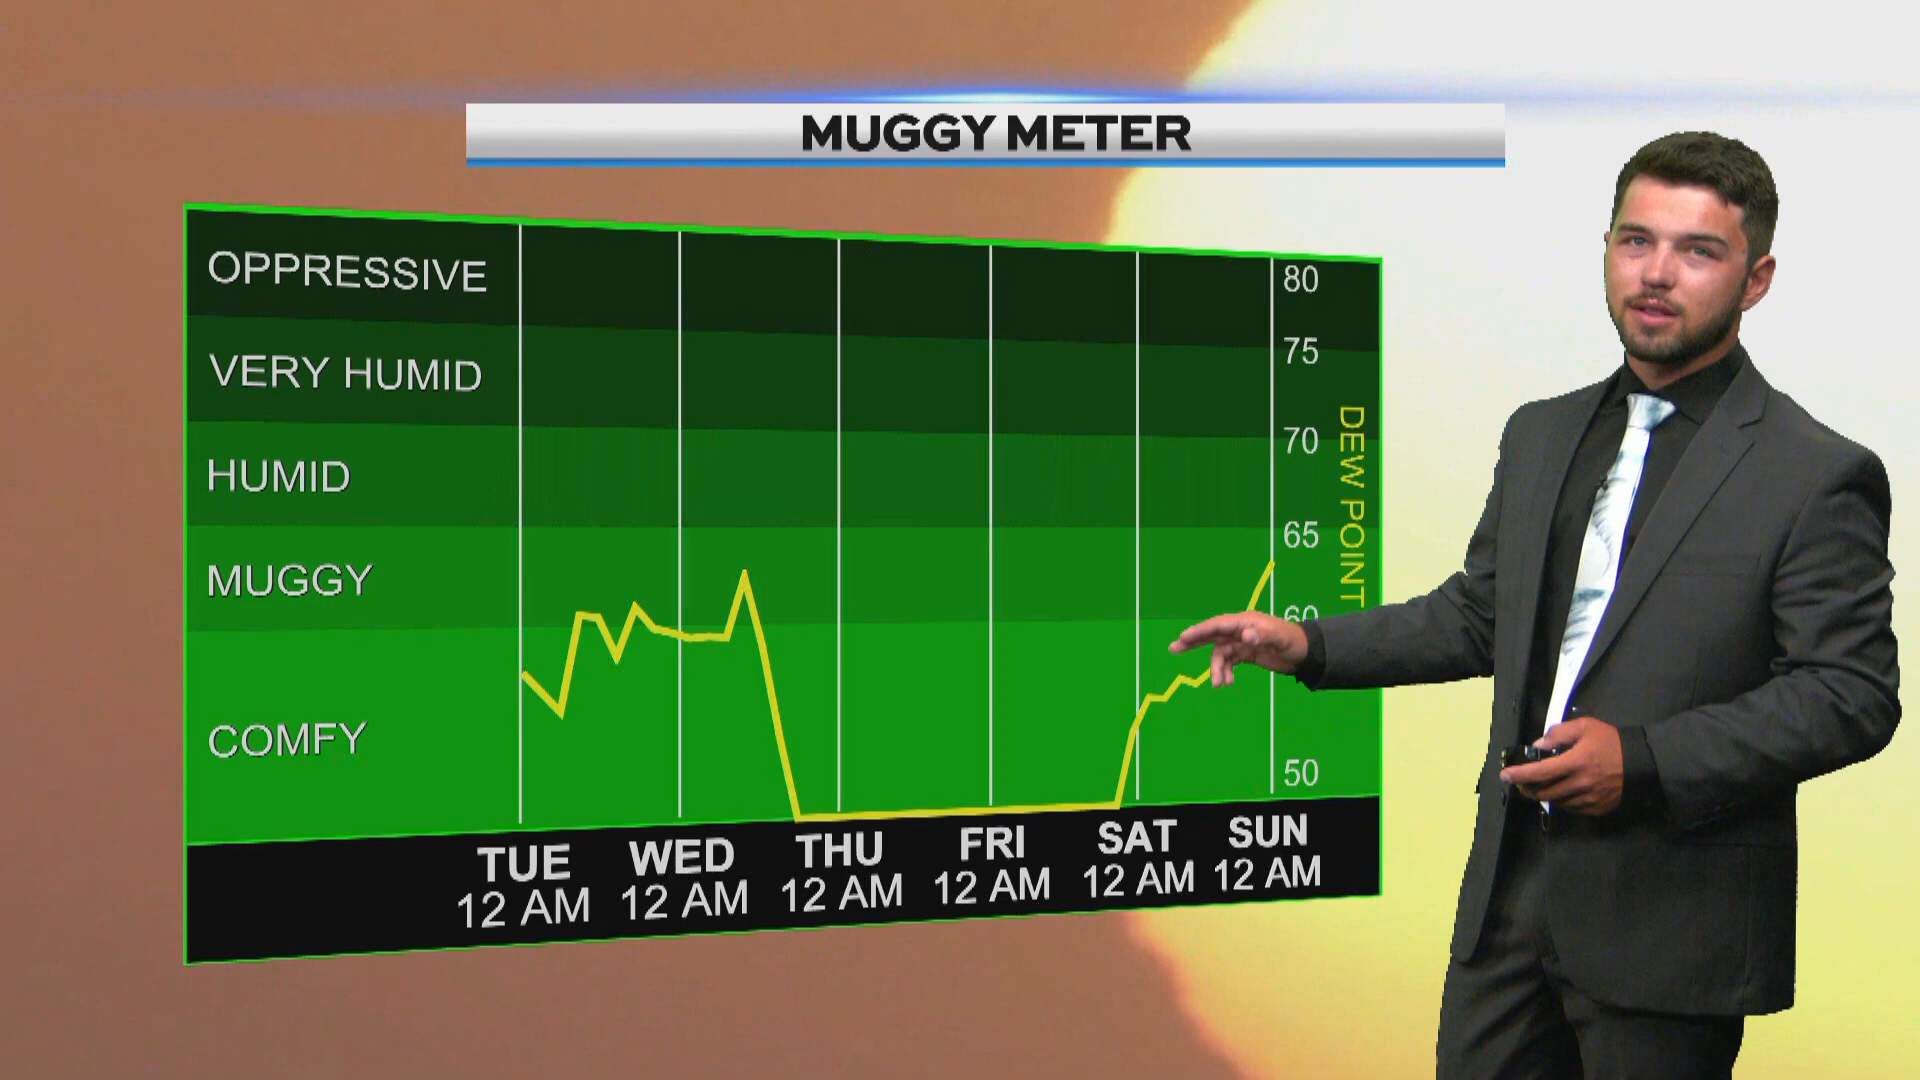 MUGGY METER
OPPRESSIVE
VERY HUMID
HUMID
MUGGY
COMFY
80
75
70
65
60
50
DEW POINT
TUE WED THU FRI SAT SUN
12 AM 12 AM 12 AM 12 AM 12 AM 12 AM